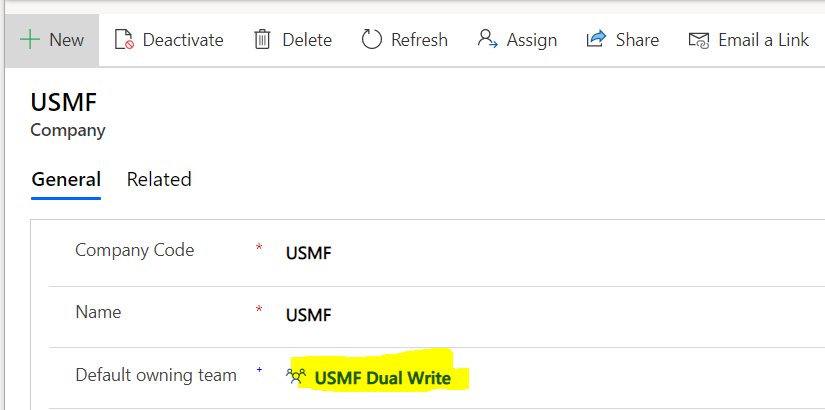 New Deactivate Delete Refresh Assign Share Email a Link
USMF
Company
General Related
Company Code * USMF
Name * USMF
Default owning team + USMF Dual Write